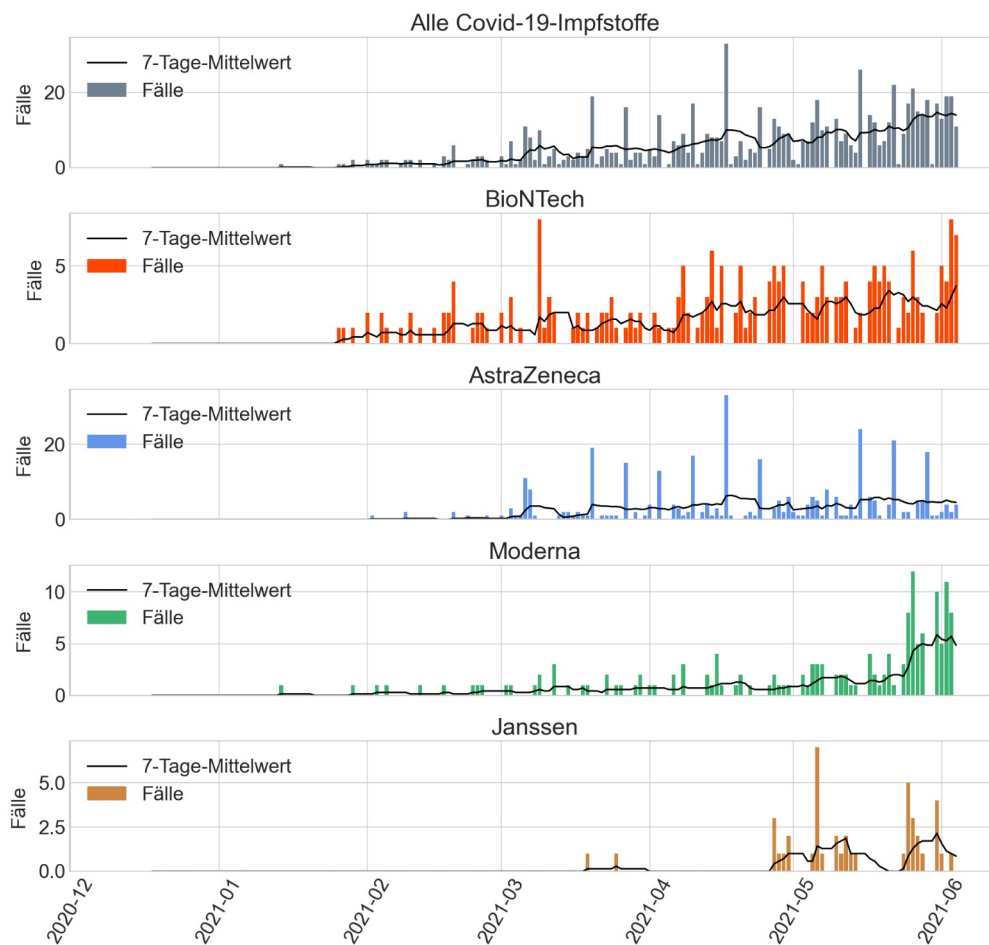 Alle Covid-19-Impfstoffe
7-Tage-Mittelwert
Fälle
Fälle
20
0
BioNTech
7-Tage-Mittelwert
Fälle
Fälle
5
0
AstraZeneca
7-Tage-Mittelwert
Fälle
Fälle
20
0
Moderna
7-Tage-Mittelwert
Fälle
Fälle
10
5
0
Janssen
7-Tage-Mittelwert
Fälle
Fälle
5.0
2.5
0.0
2020-12
2021-01
2021-02
2021-03
2021-04
2021-05
2021-06